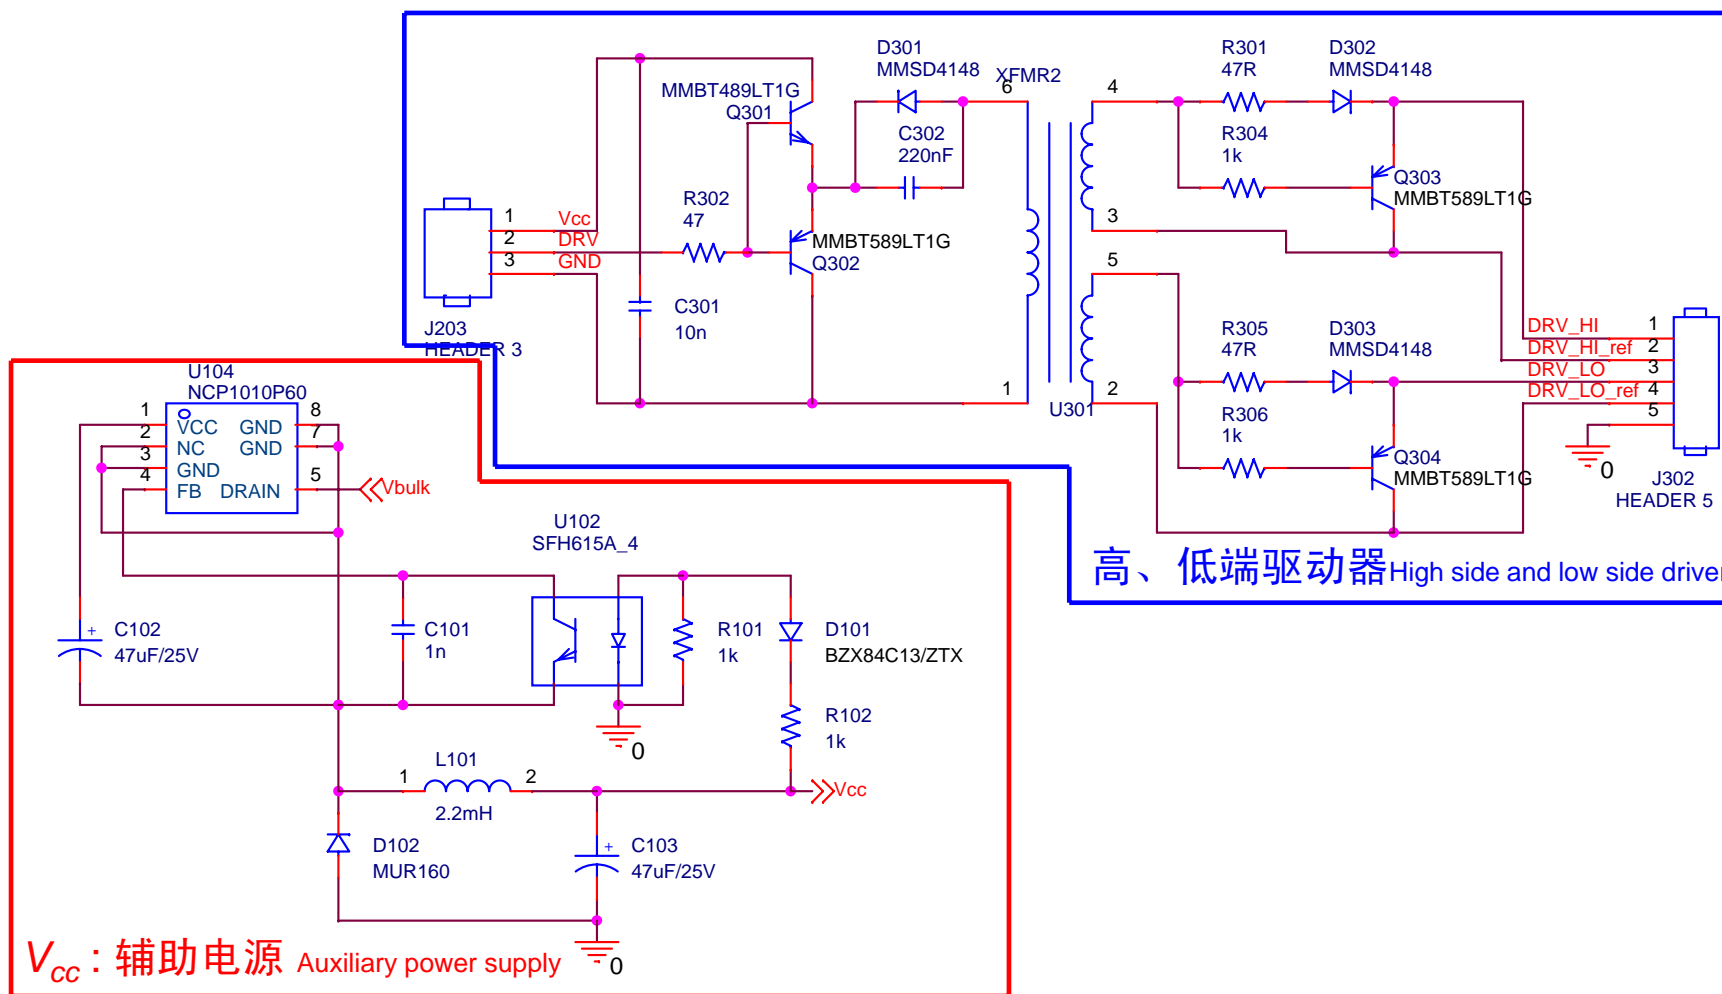 D301
MMSD4148
XFMR2
6
4
R301
47R
D302
MMSD4148
MMBT489LT1G
Q301
C302
220nF
R304
1k
Q303
MMBT589LT1G
R302
47
1
Vcc
2
DRV
3
GND
MMBT589LT1G
Q302
3
5
C301
10n
J203
HEADER 3
R305
47R
D303
MMSD4148
DRV_HI
1
DRV_HI_ref
2
DRV_LO
3
DRV_LO_ref
4
5
1
2
U301
R306
1k
Q304
MMBT589LT1G
0
J302
HEADER 5
高、低端驱动器High side and low side driver
U104
NCP1010P60
1
VCC
GND
8
2
NC
GND
7
3
GND
4
FB
DRAIN
5
Vbulk
U102
SFH615A_4
+
C102
47uF/25V
C101
1n
R101
1k
D101
BZX84C13/ZTX
R102
1k
0
L101
1
2
2.2mH
Vcc
D102
MUR160
+
C103
47uF/25V
0
Vcc : 辅助电源 Auxiliary power supply